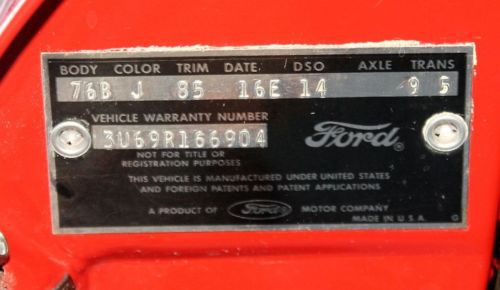 BODY COLOR TRIM DATE DSO AXLE TRANS
76B J 85 16E 14 9 5
VEHICLE WARRANTY NUMBER
3U69R166904
Ford®
NOT FOR TITLE OR
REGISTRATION PURPOSES
THIS VEHICLE IS MANUFACTURED UNDER UNITED STATES
AND FOREIGN PATENTS AND PATENT APPLICATIONS
A PRODUCT OF Ford MOTOR COMPANY
MADE IN U.S.A. G